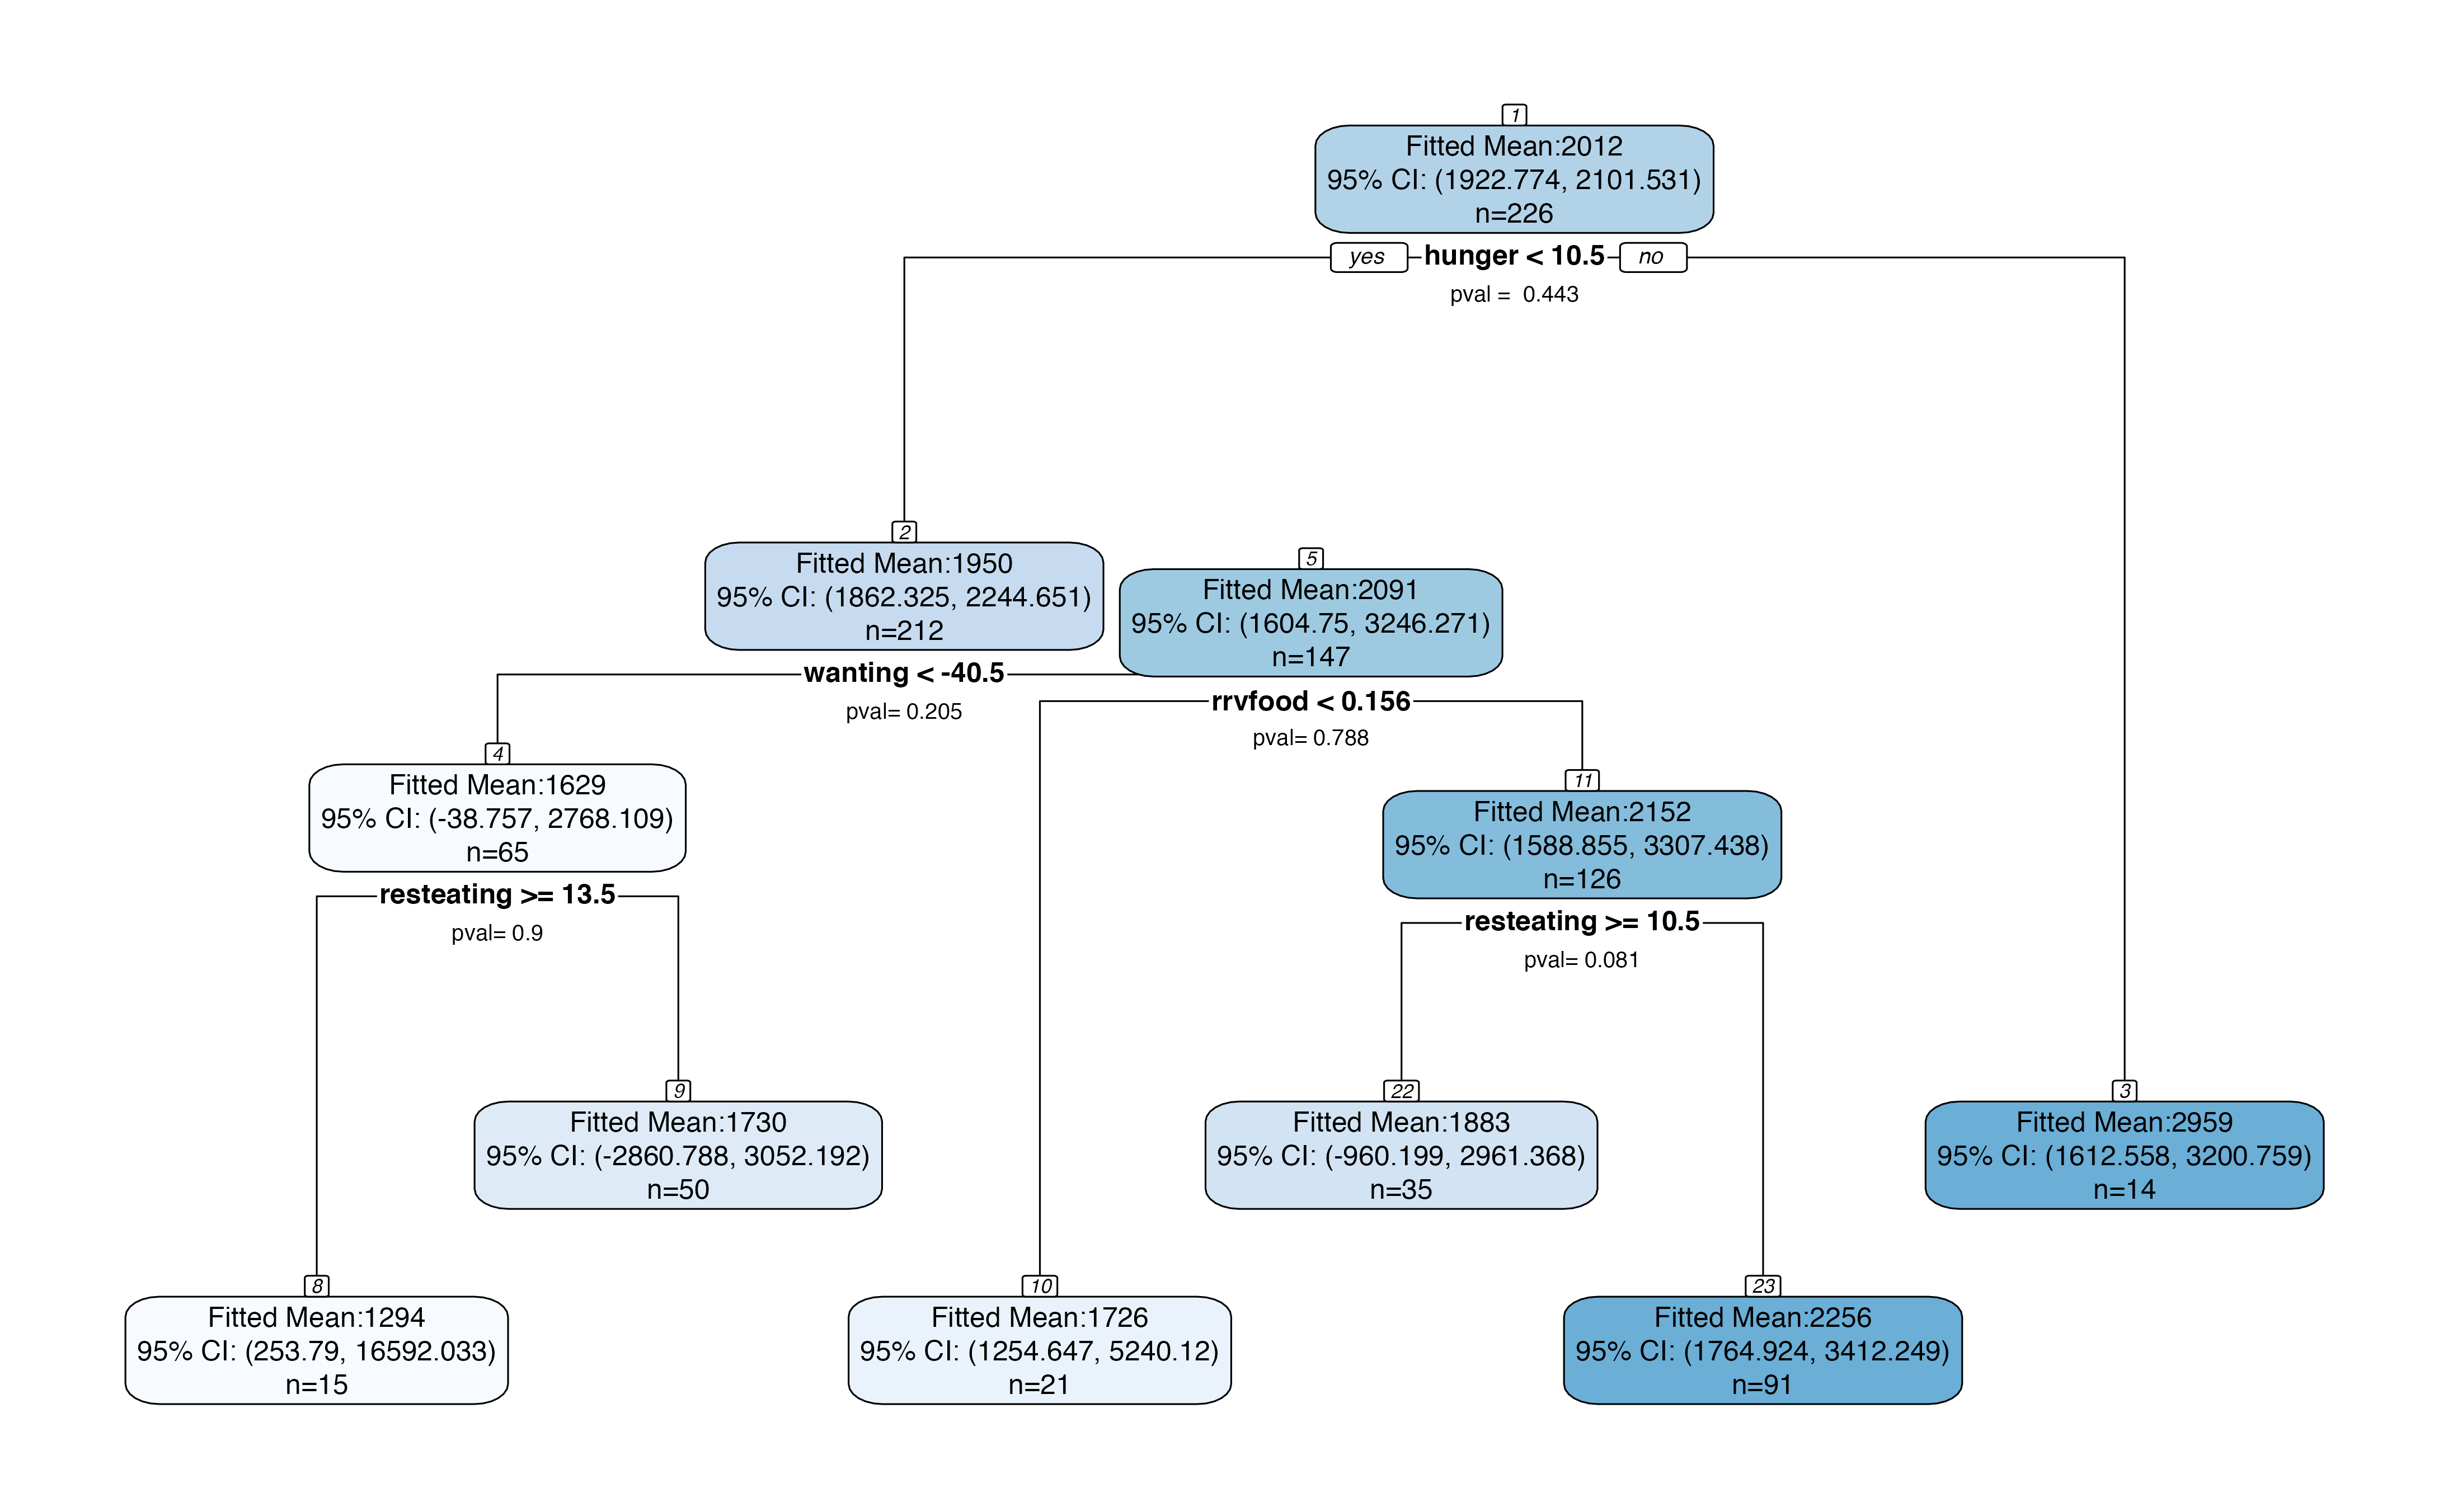 1
Fitted Mean:2012
95% CI: (1922.774, 2101.531)
n=226
yes hunger < 10.5 no
pval = 0.443
2
Fitted Mean:1950
95% CI: (1862.325, 2244.651)
n=212
wanting < -40.5
pval= 0.205
5
Fitted Mean:2091
95% CI: (1604.75, 3246.271)
n=147
rrvfood < 0.156
pval= 0.788
4
Fitted Mean:1629
95% CI: (-38.757, 2768.109)
n=65
resteating >= 13.5
pval= 0.9
11
Fitted Mean:2152
95% CI: (1588.855, 3307.438)
n=126
resteating >= 10.5
pval= 0.081
9
Fitted Mean:1730
95% CI: (-2860.788, 3052.192)
n=50
22
Fitted Mean:1883
95% CI: (-960.199, 2961.368)
n=35
3
Fitted Mean:2959
95% CI: (1612.558, 3200.759)
n=14
8
Fitted Mean:1294
95% CI: (253.79, 16592.033)
n=15
10
Fitted Mean:1726
95% CI: (1254.647, 5240.12)
n=21
23
Fitted Mean:2256
95% CI: (1764.924, 3412.249)
n=91